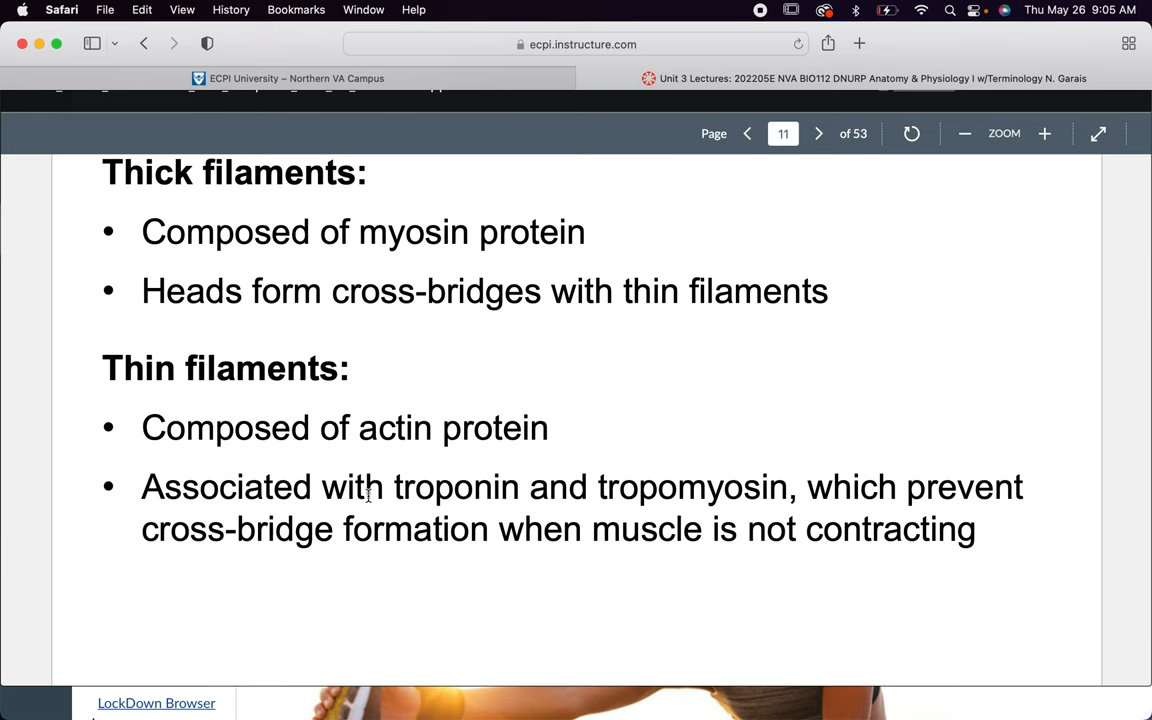 Safari File Edit View History Bookmarks Window Help Thu May 26 9:05 AM
ecpi.instructure.com
ECPI University – Northern VA Campus Unit 3 Lectures: 202205E NVA BIO112 DNURP Anatomy & Physiology I w/Terminology N. Garais
Page 11 of 53 ZOOM
Thick filaments:
• Composed of myosin protein
• Heads form cross-bridges with thin filaments
Thin filaments:
• Composed of actin protein
• Associated with troponin and tropomyosin, which prevent
cross-bridge formation when muscle is not contracting
LockDown Browser